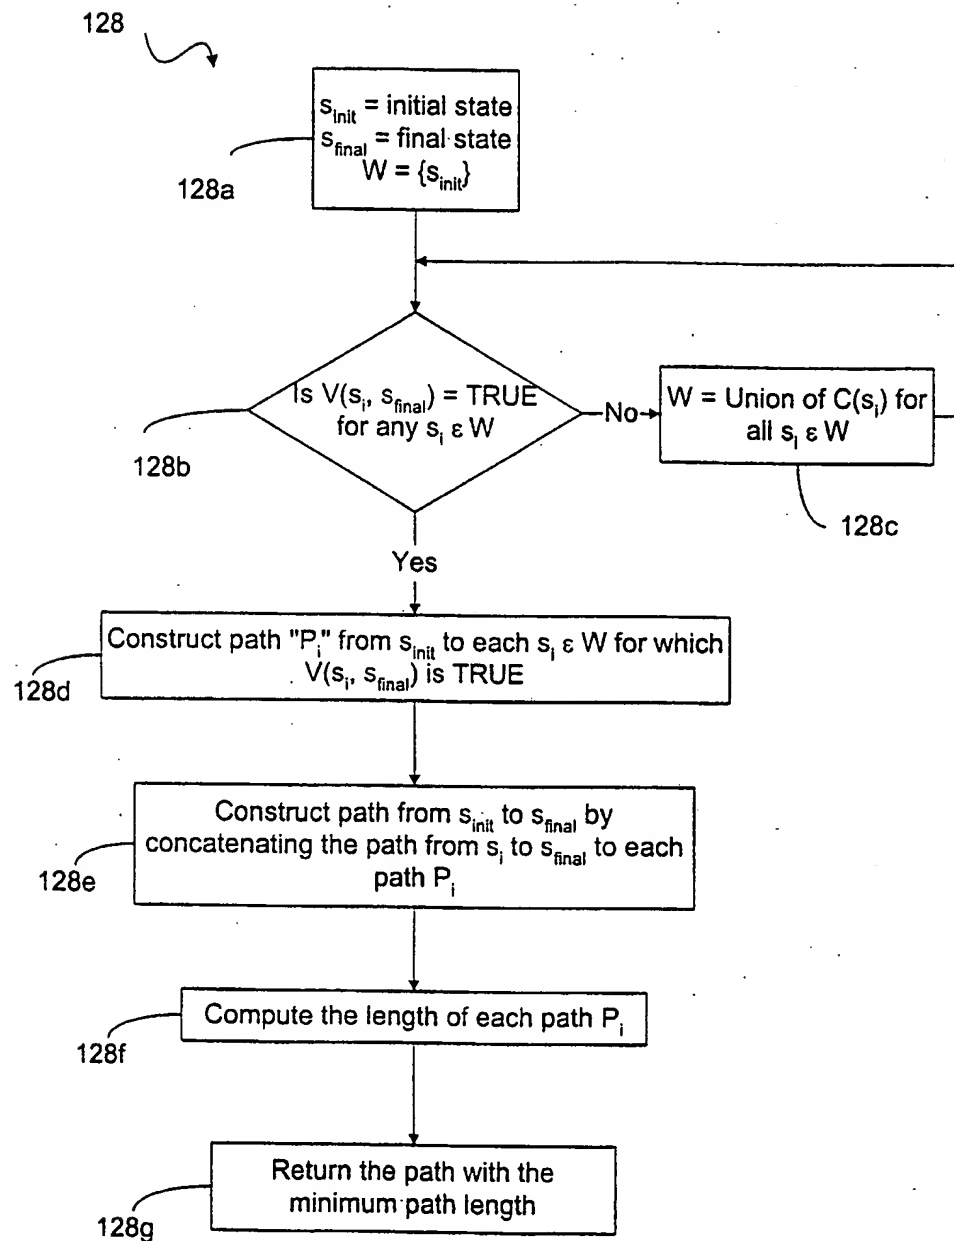 128
s_init = initial state
s_final = final state
W = {s_init}
128a
Is V(s_i, s_final) = TRUE
for any s_i ε W
128b
No
W = Union of C(s_i) for
all s_i ε W
128c
Yes
Construct path "P_i" from s_init to each s_i ε W for which
V(s_i, s_final) is TRUE
128d
Construct path from s_init to s_final by
concatenating the path from s_i to s_final to each
path P_i
128e
Compute the length of each path P_i
128f
Return the path with the
minimum path length
128g